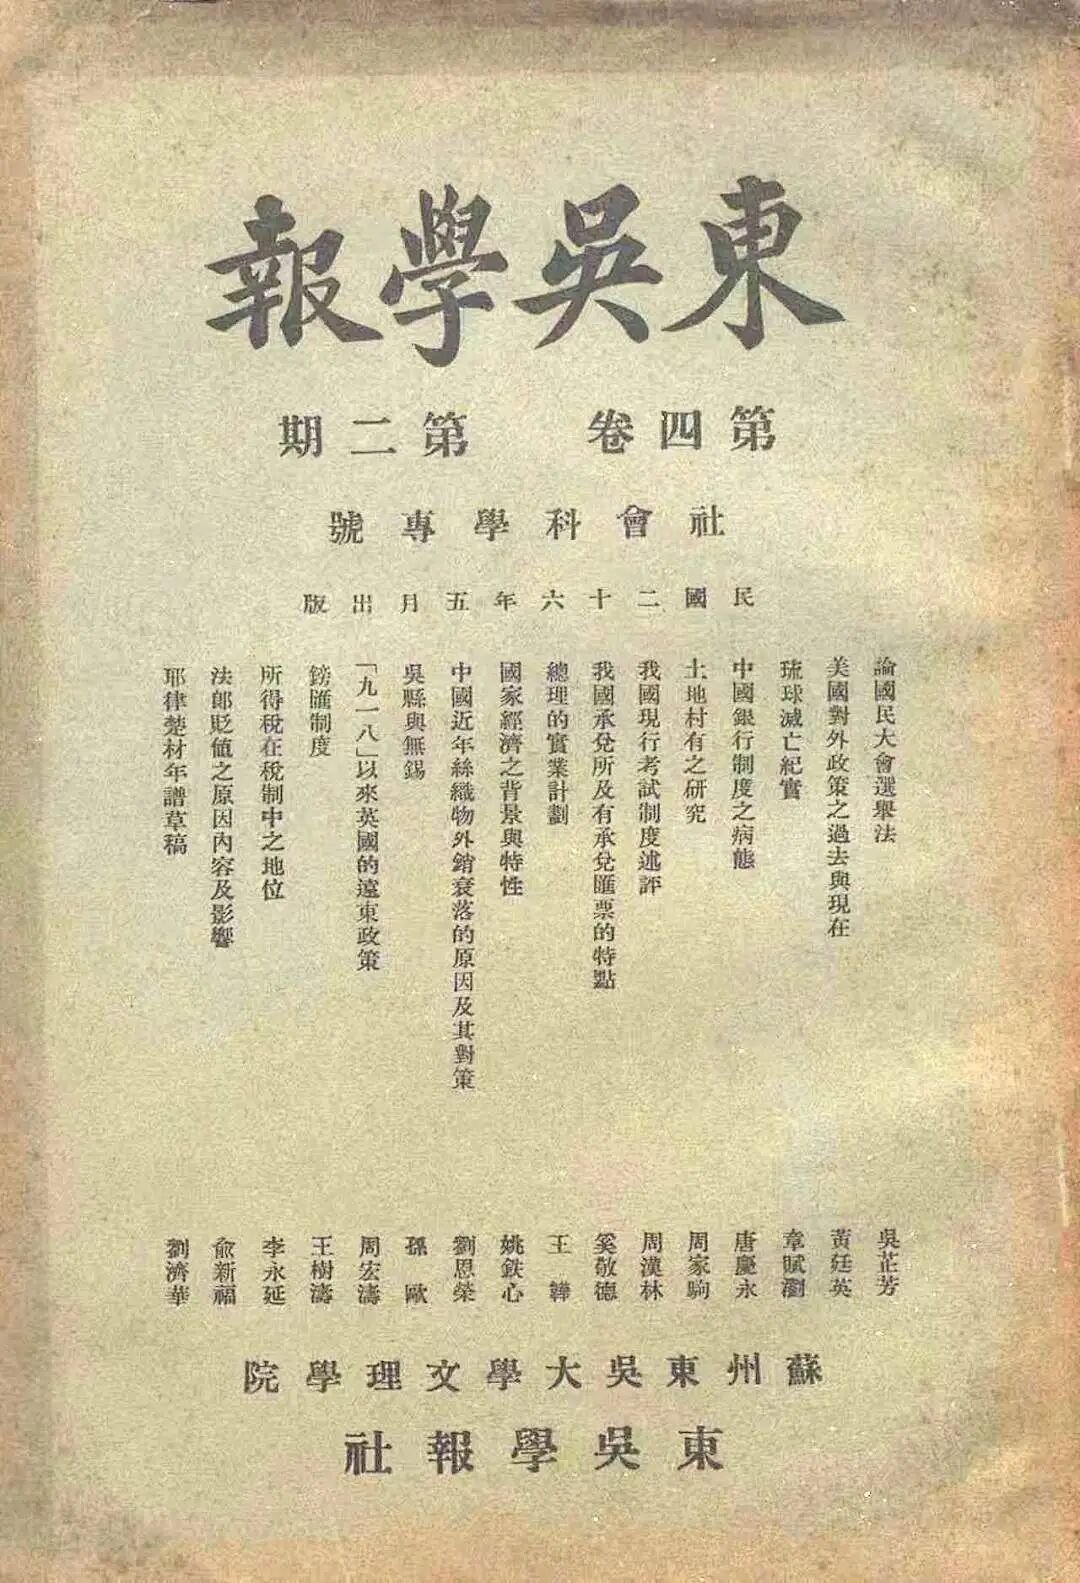 東吳學報
第四卷 第二期
社會科學專號
民國二十六年五月出版
論國民大會選舉法 吳芷芳
美國對外政策之過去與現在 黃廷英
琉球滅亡紀實 章賦瀏
中國銀行制度之病態 唐慶永
土地村有之研究 周家駒
我國現行考試制度述評 周漢林
我國承兌所及有承兌匯票的特點 奚敬德
總理的實業計劃 王鞾
國家經濟之背景與特性 姚鉄心
中國近年絲織物外銷衰落的原因及其對策 劉恩榮
吳縣與無錫 孫歐
「九一八」以來英國的遠東政策 周宏濤
鎊匯制度 王樹濤
所得稅在稅制中之地位 李永延
法郎貶值之原因內容及影響 俞新福
耶律楚材年譜草稿 劉濟華
蘇州東吳大學文理學院
東吳學報社